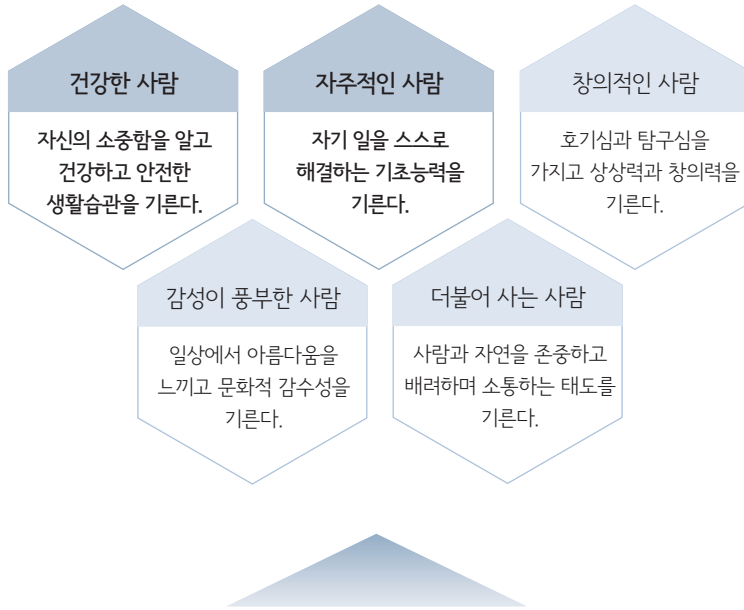 건강한 사람
자신의 소중함을 알고
건강하고 안전한
생활습관을 기른다.
자주적인 사람
자기 일을 스스로
해결하는 기초능력을
기른다.
창의적인 사람
호기심과 탐구심을
가지고 상상력과 창의력을
기른다.
감성이 풍부한 사람
일상에서 아름다움을
느끼고 문화적 감수성을
기른다.
더불어 사는 사람
사람과 자연을 존중하고
배려하며 소통하는 태도를
기른다.